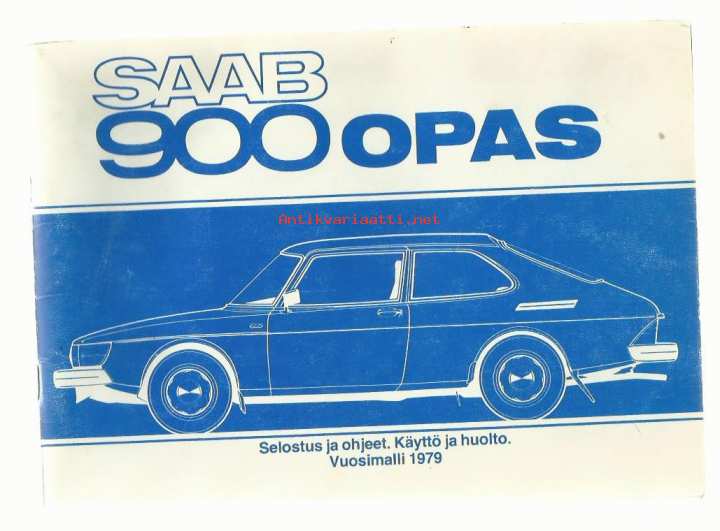 SAAB
900 OPAS
Antikvariaatti.net
Selostus ja ohjeet. Käyttö ja huolto.
Vuosimalli 1979